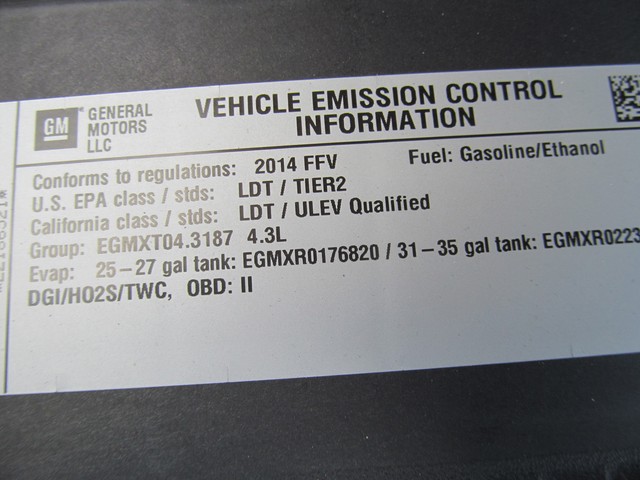 GM GENERAL MOTORS LLC
VEHICLE EMISSION CONTROL
INFORMATION
Conforms to regulations: 2014 FFV Fuel: Gasoline/Ethanol
U.S. EPA class / stds: LDT / TIER2
California class / stds: LDT / ULEV Qualified
Group: EGMXT04.3187 4.3L
Evap: 25-27 gal tank: EGMXR0176820 / 31-35 gal tank: EGMXR0223
DGI/HO2S/TWC, OBD: II